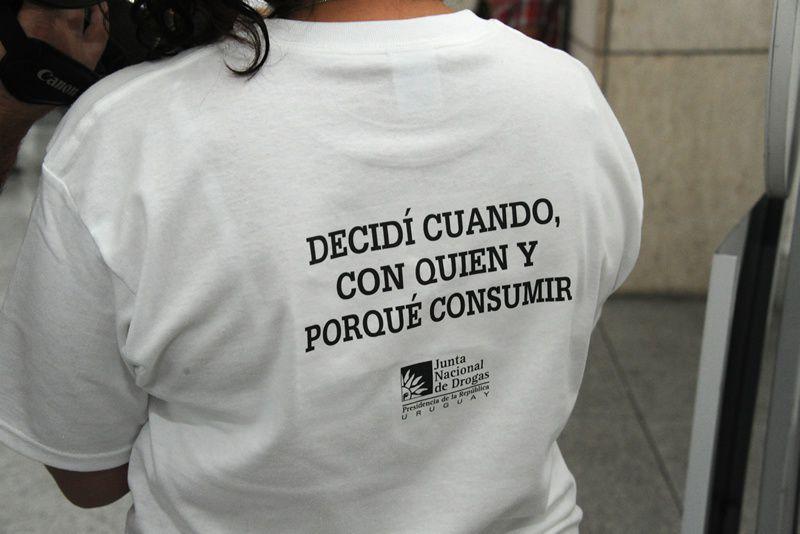 Canon
DECIDÍ CUANDO,
CON QUIEN Y
PORQUÉ CONSUMIR
Junta
Nacional
de Drogas
Presidencia de la República
URUGUAY